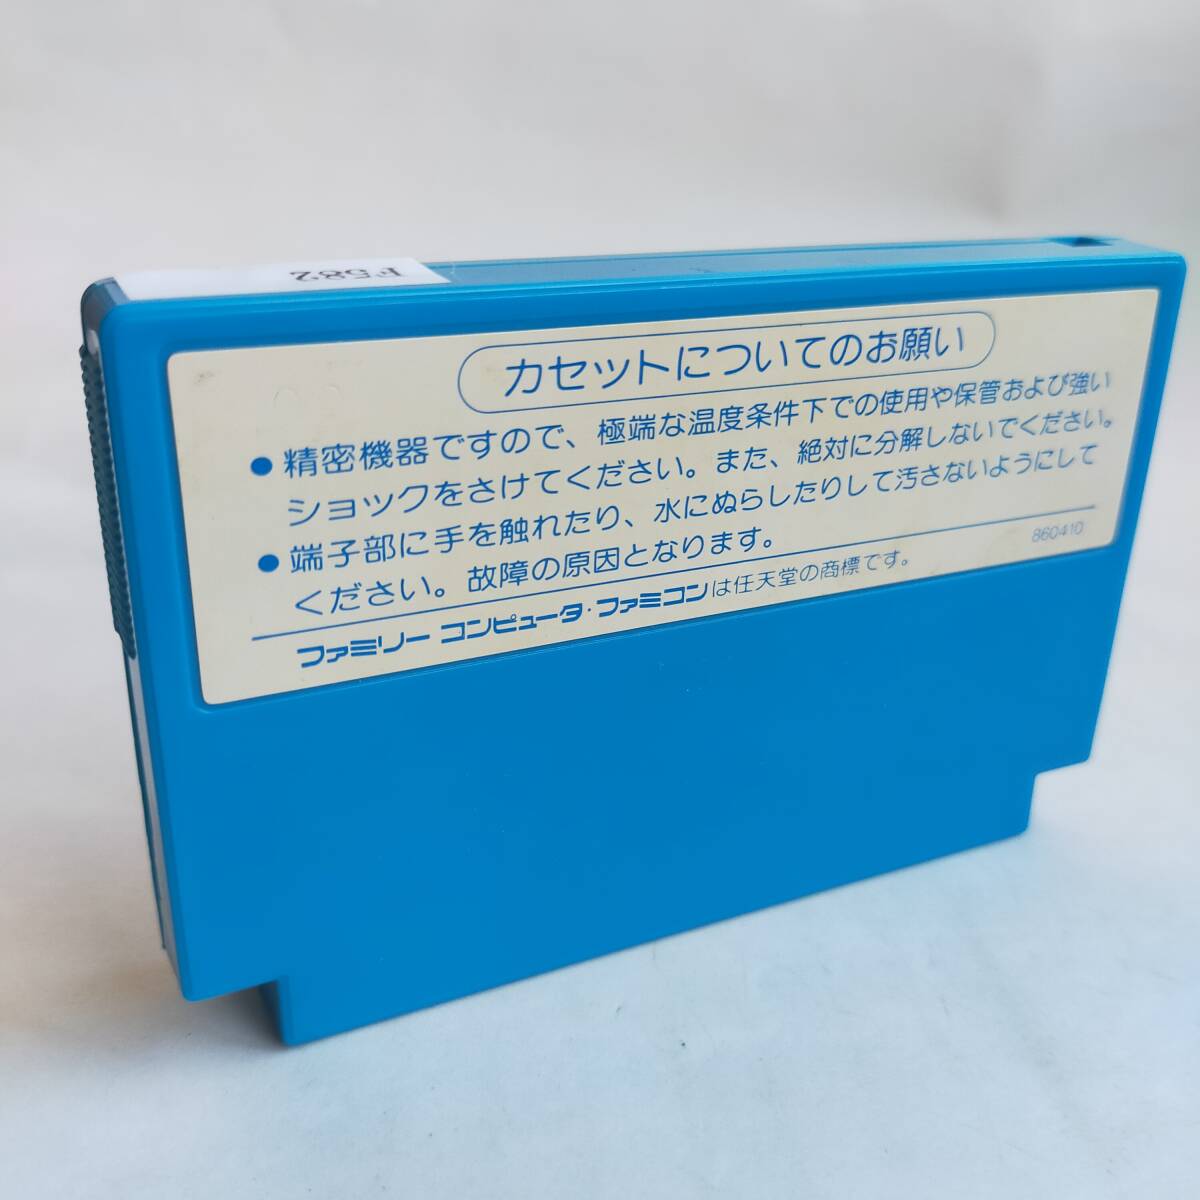 F582
カセットについてのお願い
●精密機器ですので、極端な温度条件下での使用や保管および強い
ショックをさけてください。また、絶対に分解しないでください。
●端子部に手を触れたり、水にぬらしたりして汚さないようにして
ください。故障の原因となります。
860410
ファミリー コンピュータ・ファミコンは任天堂の商標です。